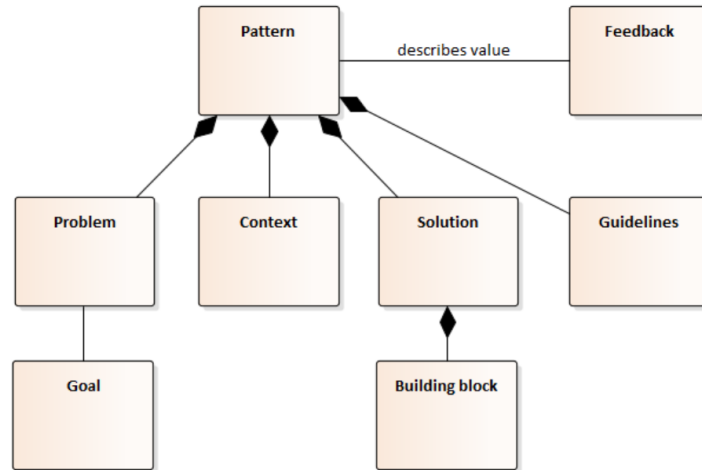 Pattern
describes value
Feedback
Problem
Context
Solution
Guidelines
Goal
Building block